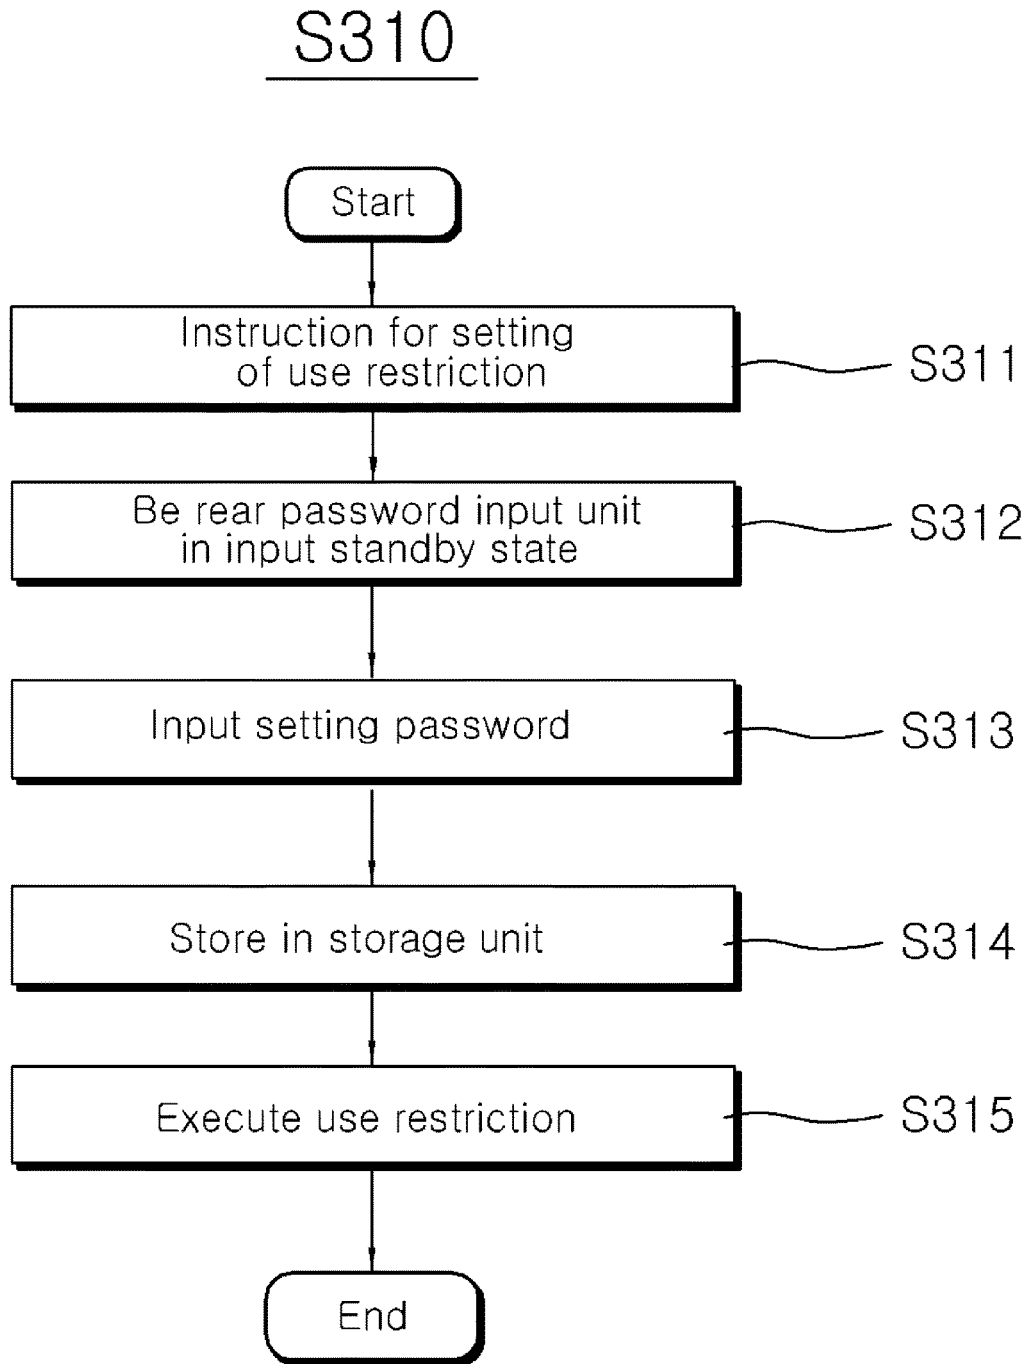 S310
Start
Instruction for setting
of use restriction
S311
Be rear password input unit
in input standby state
S312
Input setting password
S313
Store in storage unit
S314
Execute use restriction
S315
End